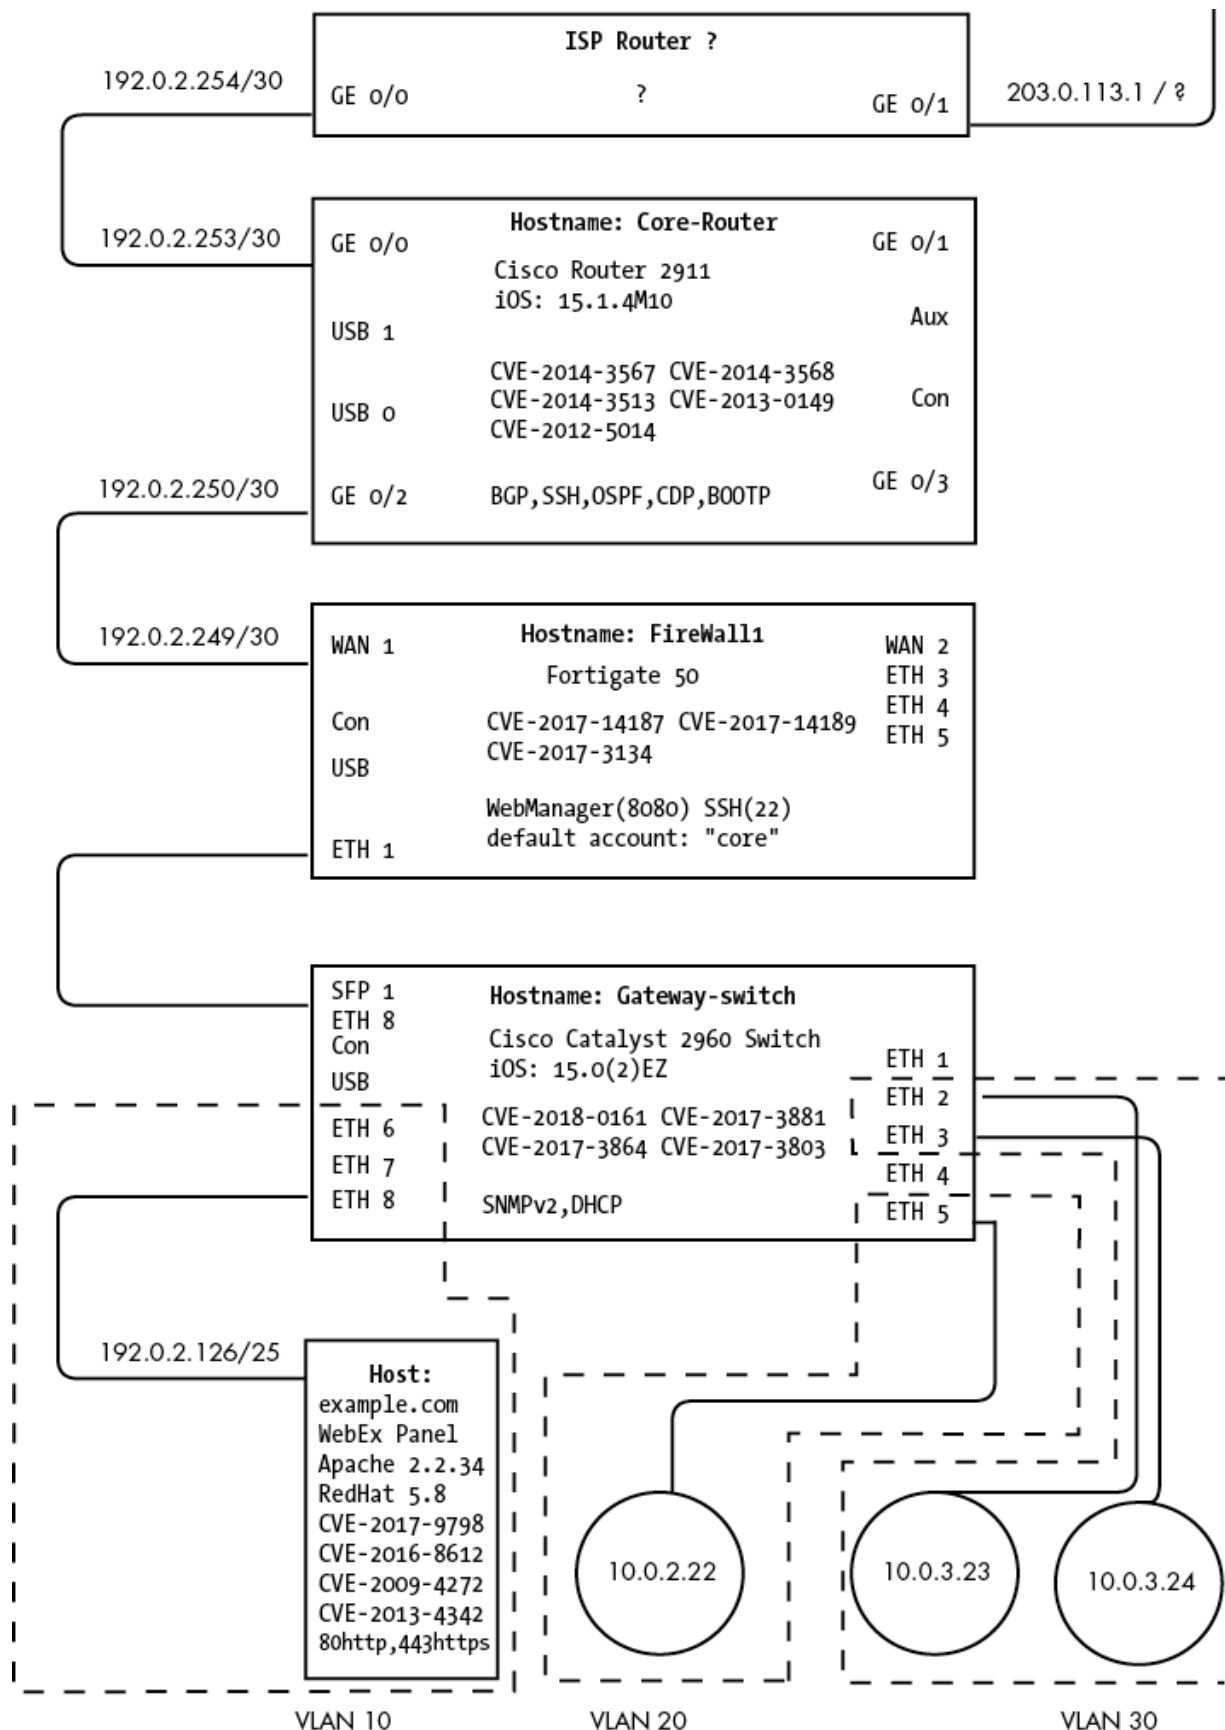 ISP Router ?
192.0.2.254/30
GE 0/0
?
GE 0/1
203.0.113.1 / ?
Hostname: Core-Router
192.0.2.253/30
GE 0/0
GE 0/1
Cisco Router 2911
iOS: 15.1.4M10
Aux
USB 1
CVE-2014-3567 CVE-2014-3568
CVE-2014-3513 CVE-2013-0149
CVE-2012-5014
Con
USB 0
192.0.2.250/30
GE 0/2
BGP,SSH,OSPF,CDP,BOOTP
GE 0/3
192.0.2.249/30
WAN 1
Hostname: FireWall1
WAN 2
Fortigate 50
ETH 3
ETH 4
ETH 5
Con
CVE-2017-14187 CVE-2017-14189
CVE-2017-3134
USB
WebManager(8080) SSH(22)
default account: "core"
ETH 1
SFP 1
ETH 8
Con
USB
Hostname: Gateway-switch
Cisco Catalyst 2960 Switch
iOS: 15.0(2)EZ
CVE-2018-0161 CVE-2017-3881
CVE-2017-3864 CVE-2017-3803
SNMPv2,DHCP
ETH 6
ETH 7
ETH 8
ETH 1
ETH 2
ETH 3
ETH 4
ETH 5
192.0.2.126/25
Host:
example.com
WebEx Panel
Apache 2.2.34
RedHat 5.8
CVE-2017-9798
CVE-2016-8612
CVE-2009-4272
CVE-2013-4342
80http,443https
10.0.2.22
10.0.3.23
10.0.3.24
VLAN 10
VLAN 20
VLAN 30